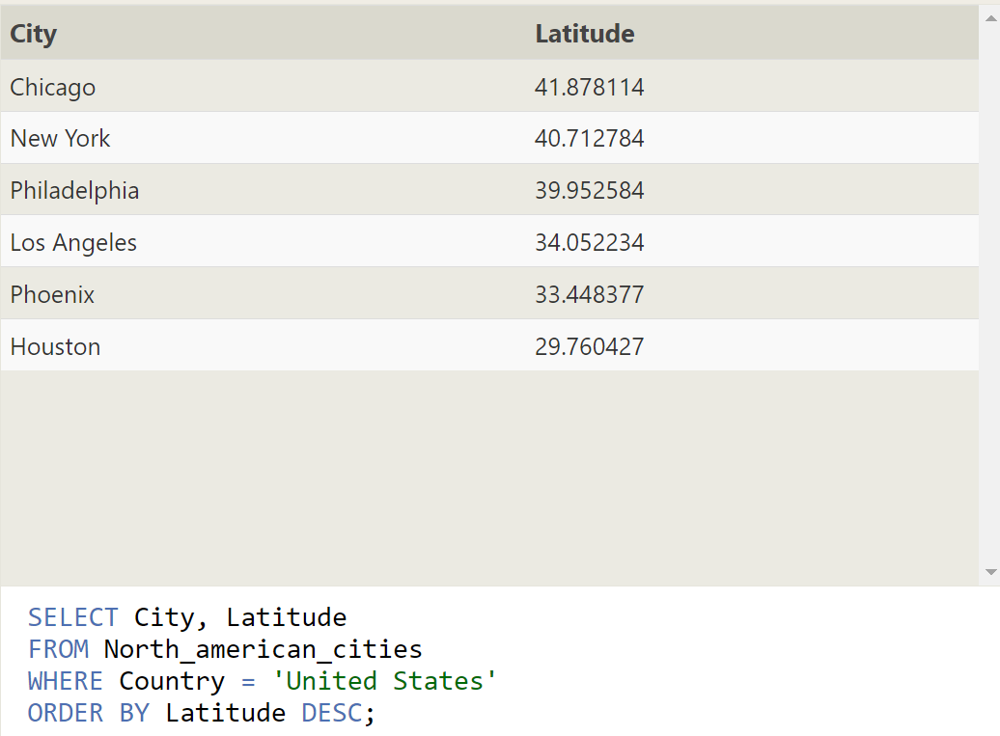 City Latitude
Chicago 41.878114
New York 40.712784
Philadelphia 39.952584
Los Angeles 34.052234
Phoenix 33.448377
Houston 29.760427
SELECT City, Latitude
FROM North_american_cities
WHERE Country = 'United States'
ORDER BY Latitude DESC;